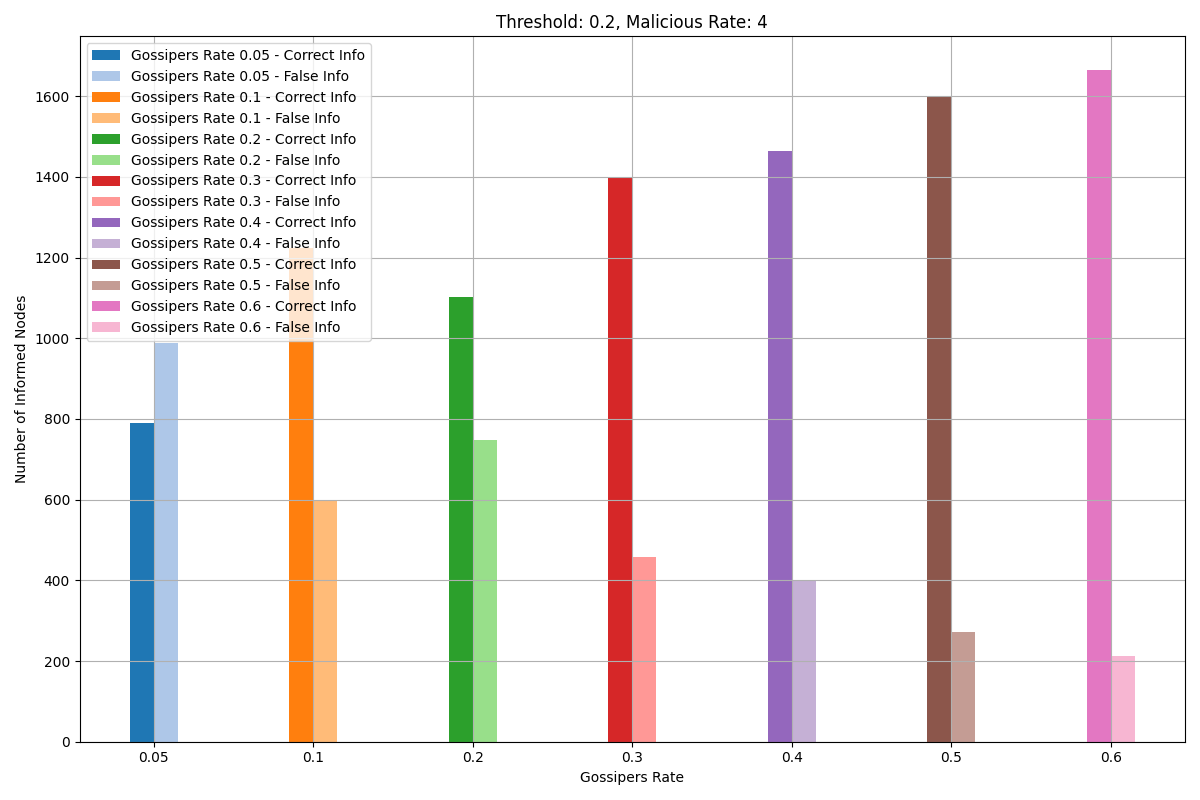 Threshold: 0.2, Malicious Rate: 4
Gossipers Rate 0.05 - Correct Info
Gossipers Rate 0.05 - False Info
Gossipers Rate 0.1 - Correct Info
Gossipers Rate 0.1 - False Info
Gossipers Rate 0.2 - Correct Info
Gossipers Rate 0.2 - False Info
Gossipers Rate 0.3 - Correct Info
Gossipers Rate 0.3 - False Info
Gossipers Rate 0.4 - Correct Info
Gossipers Rate 0.4 - False Info
Gossipers Rate 0.5 - Correct Info
Gossipers Rate 0.5 - False Info
Gossipers Rate 0.6 - Correct Info
Gossipers Rate 0.6 - False Info
Number of Informed Nodes
1600
1400
1200
1000
800
600
400
200
0
0.05 0.1 0.2 0.3 0.4 0.5 0.6
Gossipers Rate